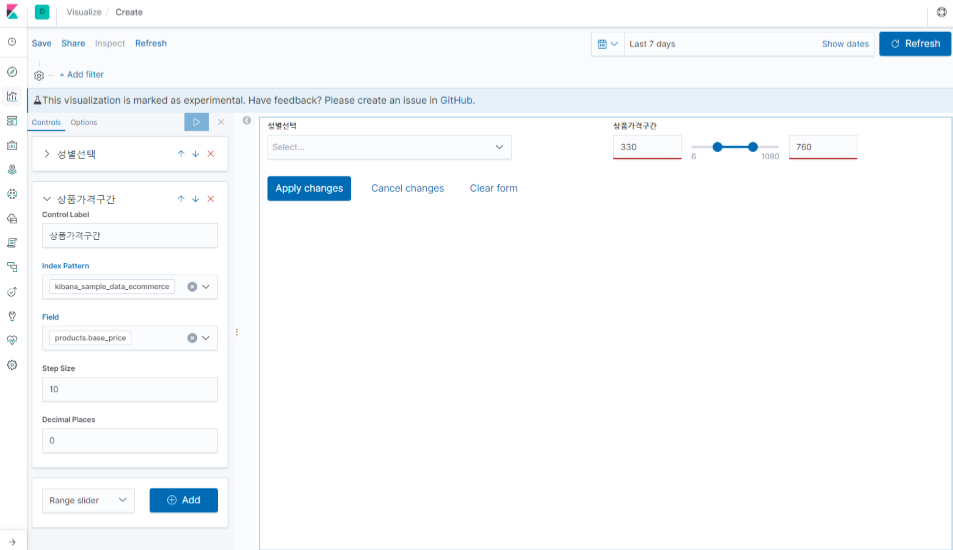 D Visualize / Create
Save Share Inspect Refresh
Last 7 days Show dates Refresh
+ Add filter
This visualization is marked as experimental. Have feedback? Please create an issue in GitHub.
Controls Options
성별선택
상품가격구간
Control Label
상품가격구간
Index Pattern
kibana_sample_data_ecommerce
Field
products.base_price
Step Size
10
Decimal Places
0
Range slider Add
성별선택
Select...
상품가격구간
330 6 1080 760
Apply changes Cancel changes Clear form